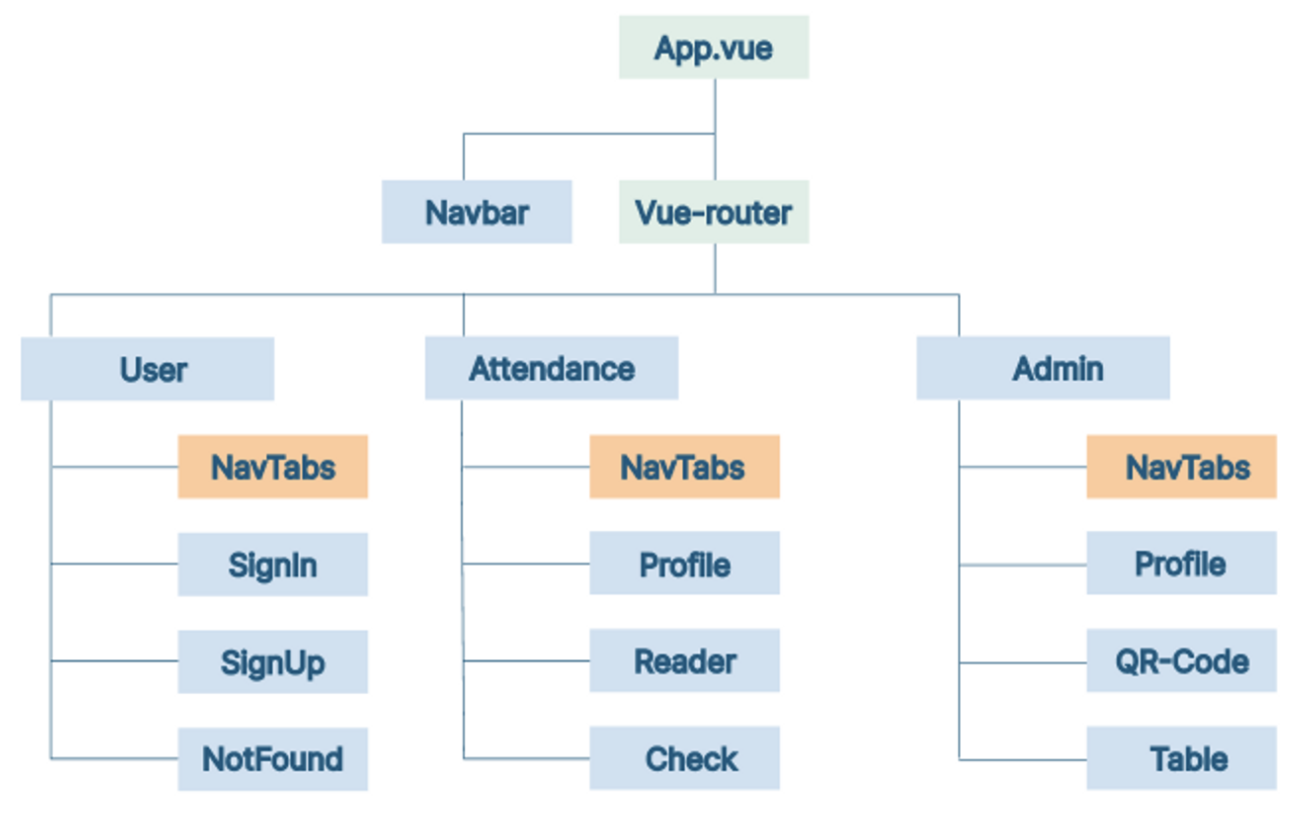 App.vue
Navbar
Vue-router
User
Attendance
Admin
NavTabs
NavTabs
NavTabs
SignIn
Profile
Profile
SignUp
Reader
QR-Code
NotFound
Check
Table